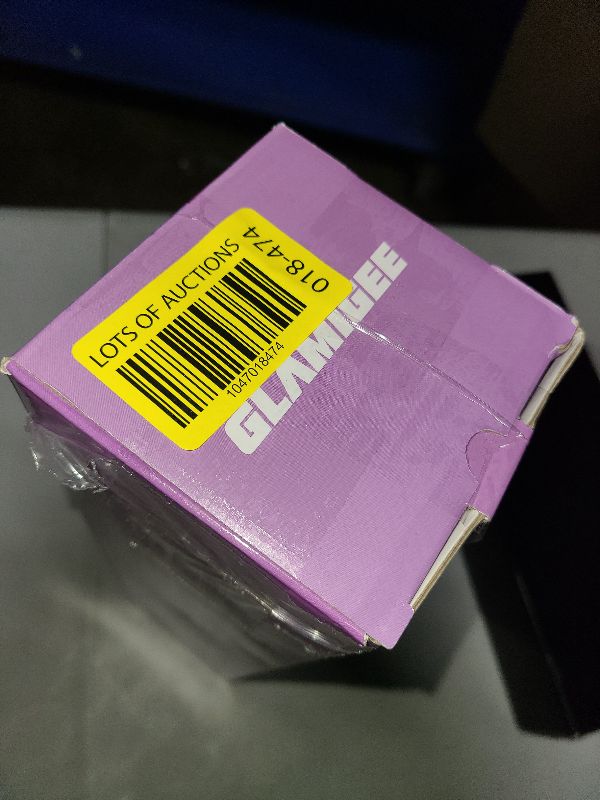 LOTS OF AUCTIONS
018-474
1047018474
GLAMIGEE